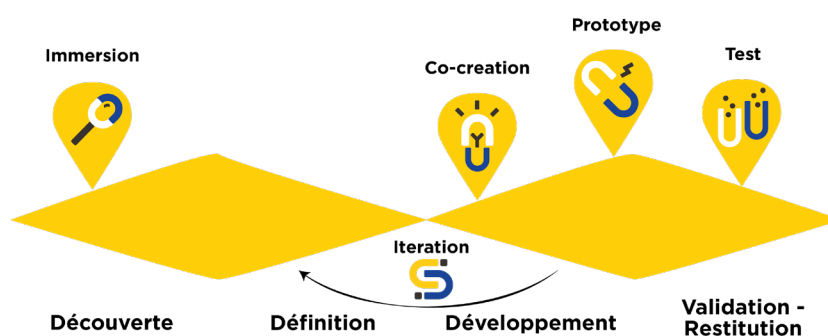 Immersion
Co-creation
Prototype
Test
Iteration
Découverte
Définition
Développement
Validation -
Restitution